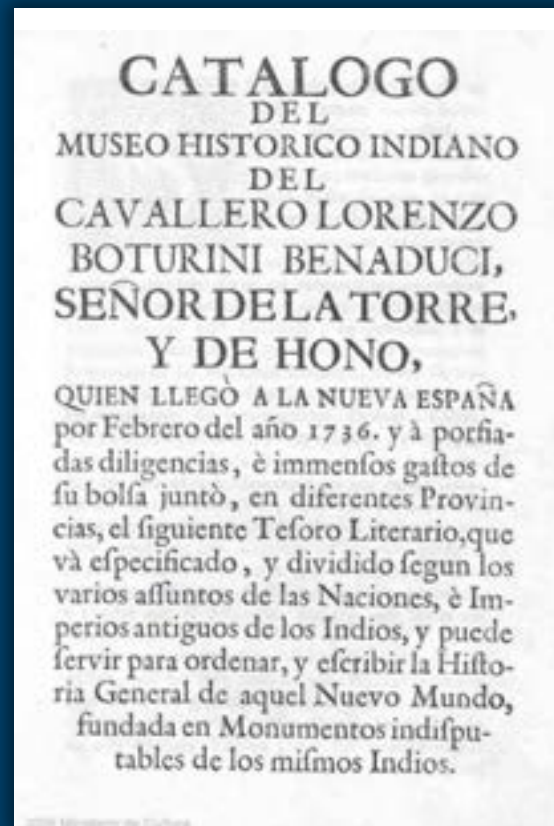 CATALOGO
DEL
MUSEO HISTORICO INDIANO
DEL
CAVALLERO LORENZO
BOTURINI BENADUCI,
SEÑOR DE LA TORRE,
Y DE HONO,
QUIEN LLEGÒ A LA NUEVA ESPAÑA
por Febrero del año 1736. y à porfia-
das diligencias, è immenſos gaſtos de
ſu bolſa juntò, en diferentes Provin-
cias, el ſiguiente Teſoro Literario, que
và eſpecificado, y dividido ſegun los
varios aſſuntos de las Naciones, è Im-
perios antiguos de los Indios, y puede
ſervir para ordenar, y eſcribir la Hiſto-
ria General de aquel Nuevo Mundo,
fundada en Monumentos indiſpu-
tables de los miſmos Indios.
Ministerio de Cultura